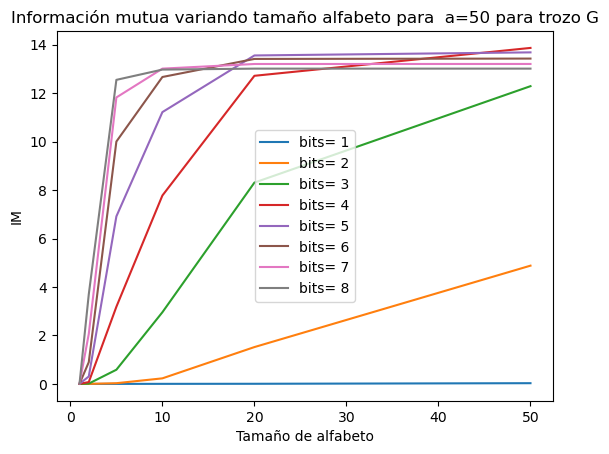 Información mutua variando tamaño alfabeto para  a=50 para trozo G
14
12
10
8
6
4
2
0
IM
bits= 1
bits= 2
bits= 3
bits= 4
bits= 5
bits= 6
bits= 7
bits= 8
0 10 20 30 40 50
Tamaño de alfabeto